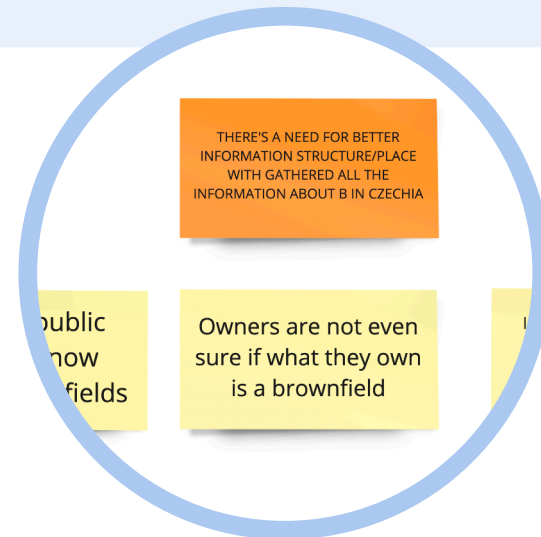 THERE'S A NEED FOR BETTER
INFORMATION STRUCTURE/PLACE
WITH GATHERED ALL THE
INFORMATION ABOUT B IN CZECHIA
public
now
fields
Owners are not even
sure if what they own
is a brownfield